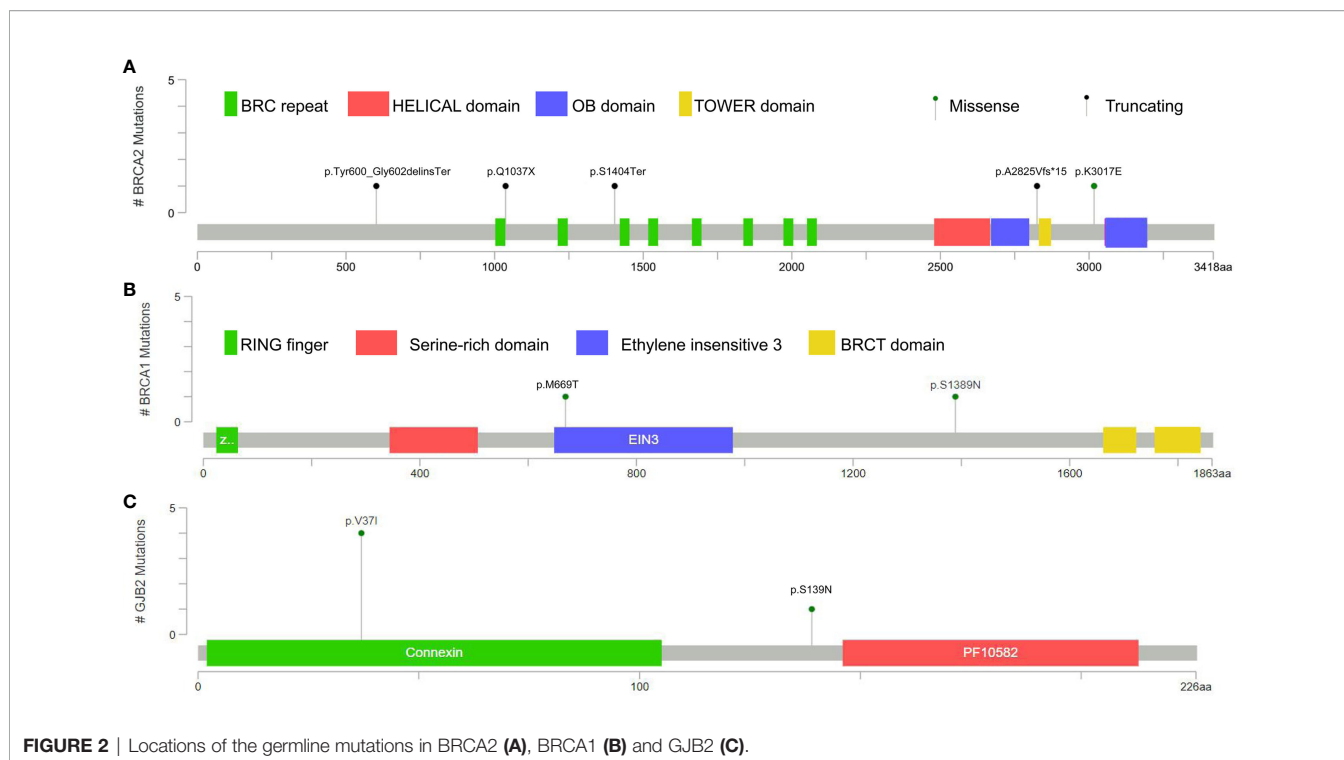 A
# BRCA2 Mutations
5
0
BRC repeat
HELICAL domain
OB domain
TOWER domain
Missense
Truncating
p.Tyr600_Gly602delinsTer
p.Q1037X
p.S1404Ter
p.A2825Vfs*15
p.K3017E
0
500
1000
1500
2000
2500
3000
3418aa
B
# BRCA1 Mutations
5
0
RING finger
Serine-rich domain
Ethylene insensitive 3
BRCT domain
p.M669T
p.S1389N
z..
EIN3
0
400
800
1200
1600
1863aa
C
# GJB2 Mutations
5
0
p.V37I
p.S139N
Connexin
PF10582
0
100
226aa
FIGURE 2 | Locations of the germline mutations in BRCA2 (A), BRCA1 (B) and GJB2 (C).